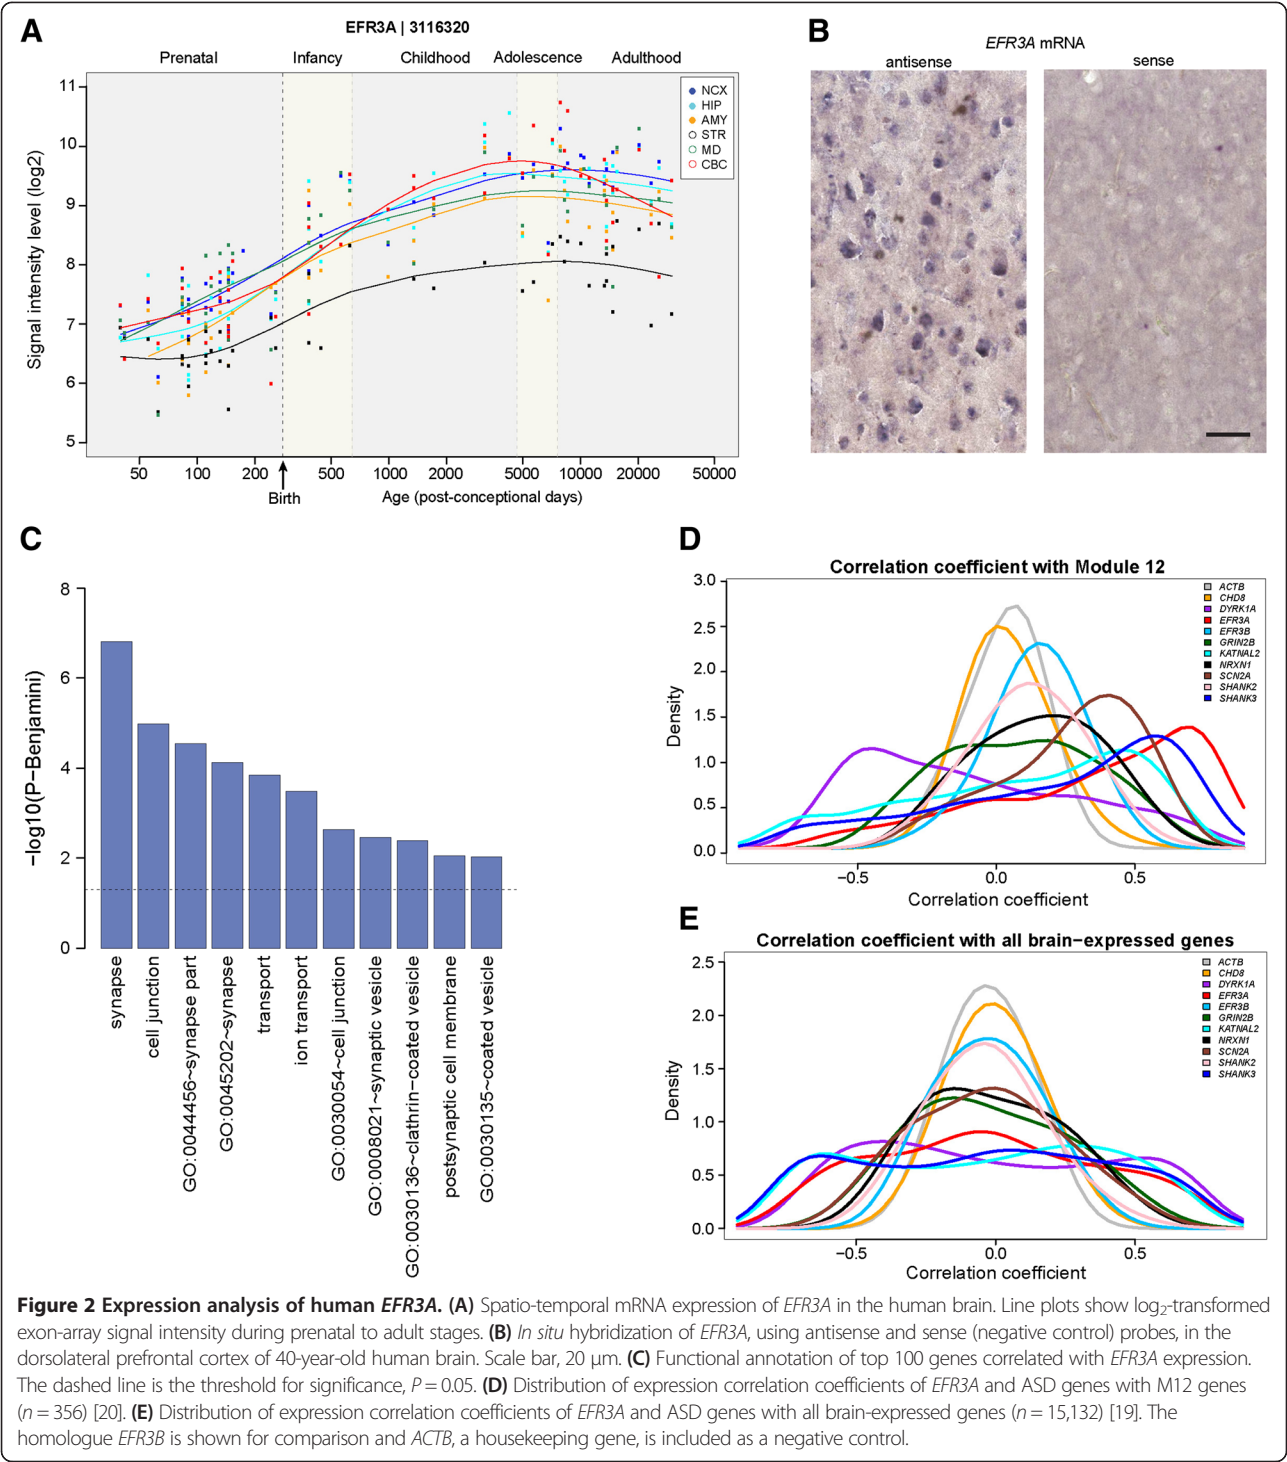 A
EFR3A | 3116320
Prenatal Infancy Childhood Adolescence Adulthood
Signal intensity level (log2)
11
10
9
8
7
6
5
NCX
HIP
AMY
STR
MD
CBC
50 100 200 500 1000 2000 5000 10000 20000 50000
Birth
Age (post-conceptional days)
B
EFR3A mRNA
antisense sense
C
−log10(P−Benjamini)
8
6
4
2
0
synapse
cell junction
GO:0044456~synapse part
GO:0045202~synapse
transport
ion transport
GO:0030054~cell junction
GO:0008021~synaptic vesicle
GO:0030136~clathrin−coated vesicle
postsynaptic cell membrane
GO:0030135~coated vesicle
D
Correlation coefficient with Module 12
Density
3.0
2.5
2.0
1.5
1.0
0.5
0.0
ACTB
CHD8
DYRK1A
EFR3A
EFR3B
GRIN2B
KATNAL2
NRXN1
SCN2A
SHANK2
SHANK3
−0.5 0.0 0.5
Correlation coefficient
E
Correlation coefficient with all brain−expressed genes
Density
2.5
2.0
1.5
1.0
0.5
0.0
ACTB
CHD8
DYRK1A
EFR3A
EFR3B
GRIN2B
KATNAL2
NRXN1
SCN2A
SHANK2
SHANK3
−0.5 0.0 0.5
Correlation coefficient
Figure 2 Expression analysis of human EFR3A. (A) Spatio-temporal mRNA expression of EFR3A in the human brain. Line plots show log₂-transformed
exon-array signal intensity during prenatal to adult stages. (B) In situ hybridization of EFR3A, using antisense and sense (negative control) probes, in the
dorsolateral prefrontal cortex of 40-year-old human brain. Scale bar, 20 μm. (C) Functional annotation of top 100 genes correlated with EFR3A expression.
The dashed line is the threshold for significance, P = 0.05. (D) Distribution of expression correlation coefficients of EFR3A and ASD genes with M12 genes
(n = 356) [20]. (E) Distribution of expression correlation coefficients of EFR3A and ASD genes with all brain-expressed genes (n = 15,132) [19]. The
homologue EFR3B is shown for comparison and ACTB, a housekeeping gene, is included as a negative control.